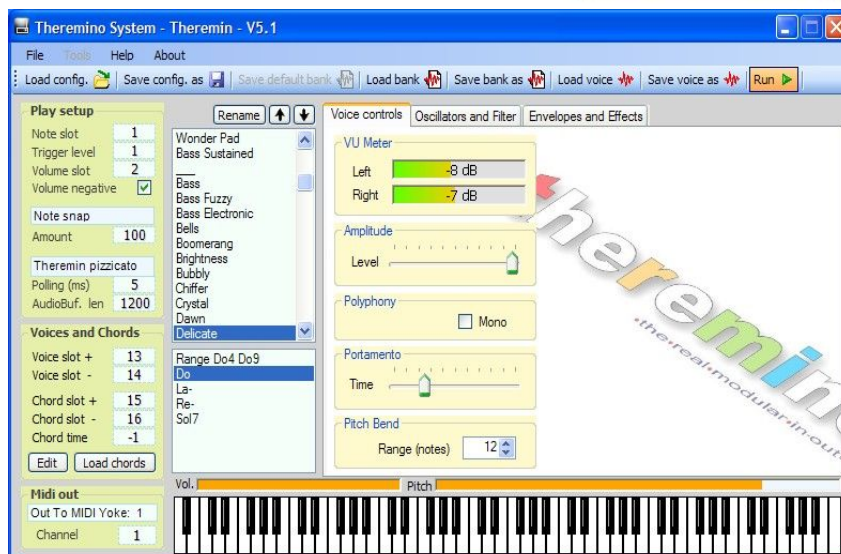 Theremino System - Theremin - V5.1
File Tools Help About
Load config. Save config. as Save default bank Load bank Save bank as Load voice Save voice as Run
Play setup
Note slot 1
Trigger level 1
Volume slot 2
Volume negative
Note snap
Amount 100
Theremin pizzicato
Polling (ms) 5
AudioBuf. len 1200
Voices and Chords
Voice slot + 13
Voice slot - 14
Chord slot + 15
Chord slot - 16
Chord time -1
Edit Load chords
Midi out
Out To MIDI Yoke: 1
Channel 1
Rename
Wonder Pad
Bass Sustained
___
Bass
Bass Fuzzy
Bass Electronic
Bells
Boomerang
Brightness
Bubbly
Chiffer
Crystal
Dawn
Delicate
Range Do4 Do9
Do
La-
Re-
Sol7
Voice controls Oscillators and Filter Envelopes and Effects
VU Meter
Left -8 dB
Right -7 dB
Amplitude
Level
Polyphony
Mono
Portamento
Time
Pitch Bend
Range (notes) 12
theremino
•the•real•modular•in•out
Vol. Pitch